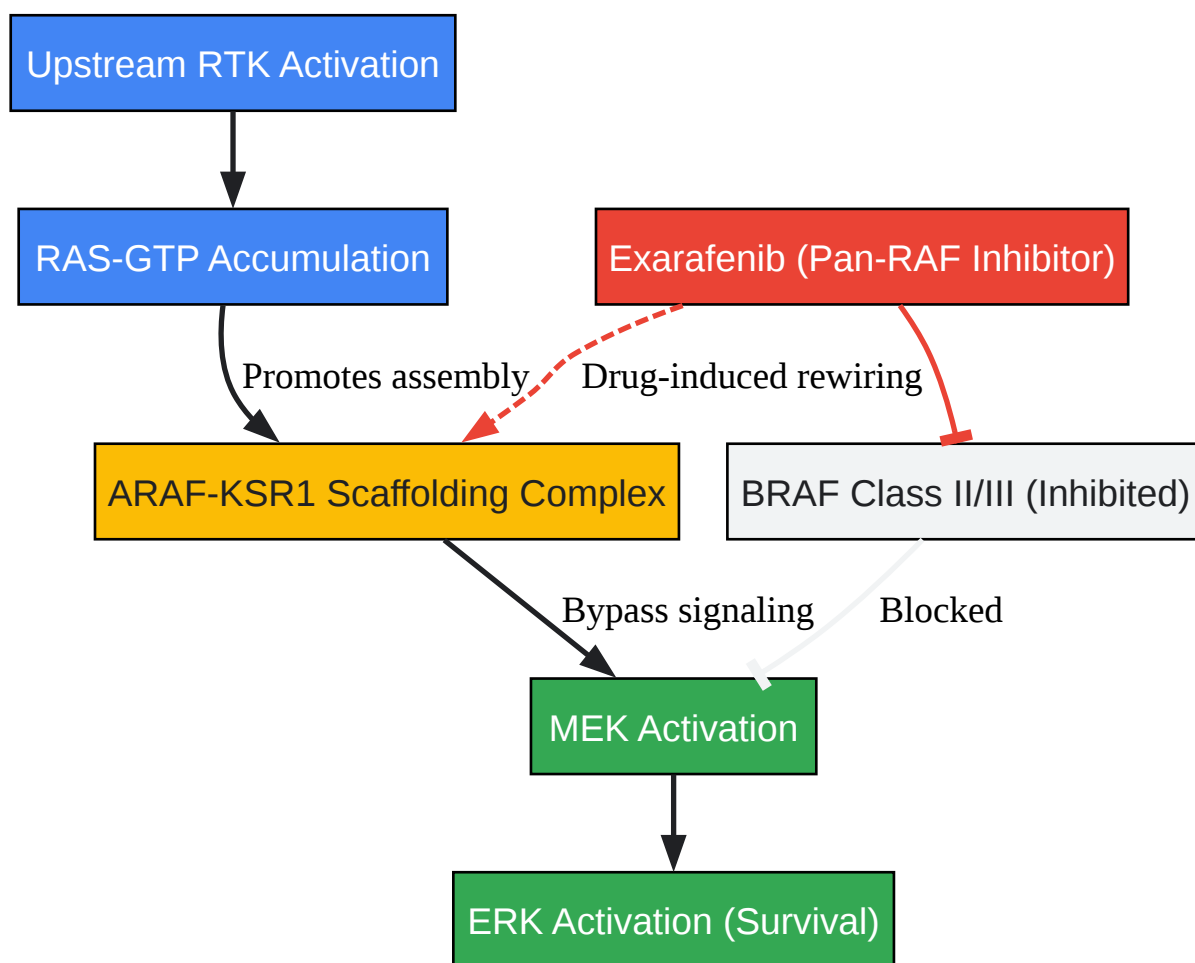 Upstream RTK Activation
RAS-GTP Accumulation
Exarafenib (Pan-RAF Inhibitor)
Promotes assembly
Drug-induced rewiring
ARAF-KSR1 Scaffolding Complex
BRAF Class II/III (Inhibited)
Bypass signaling
Blocked
MEK Activation
ERK Activation (Survival)